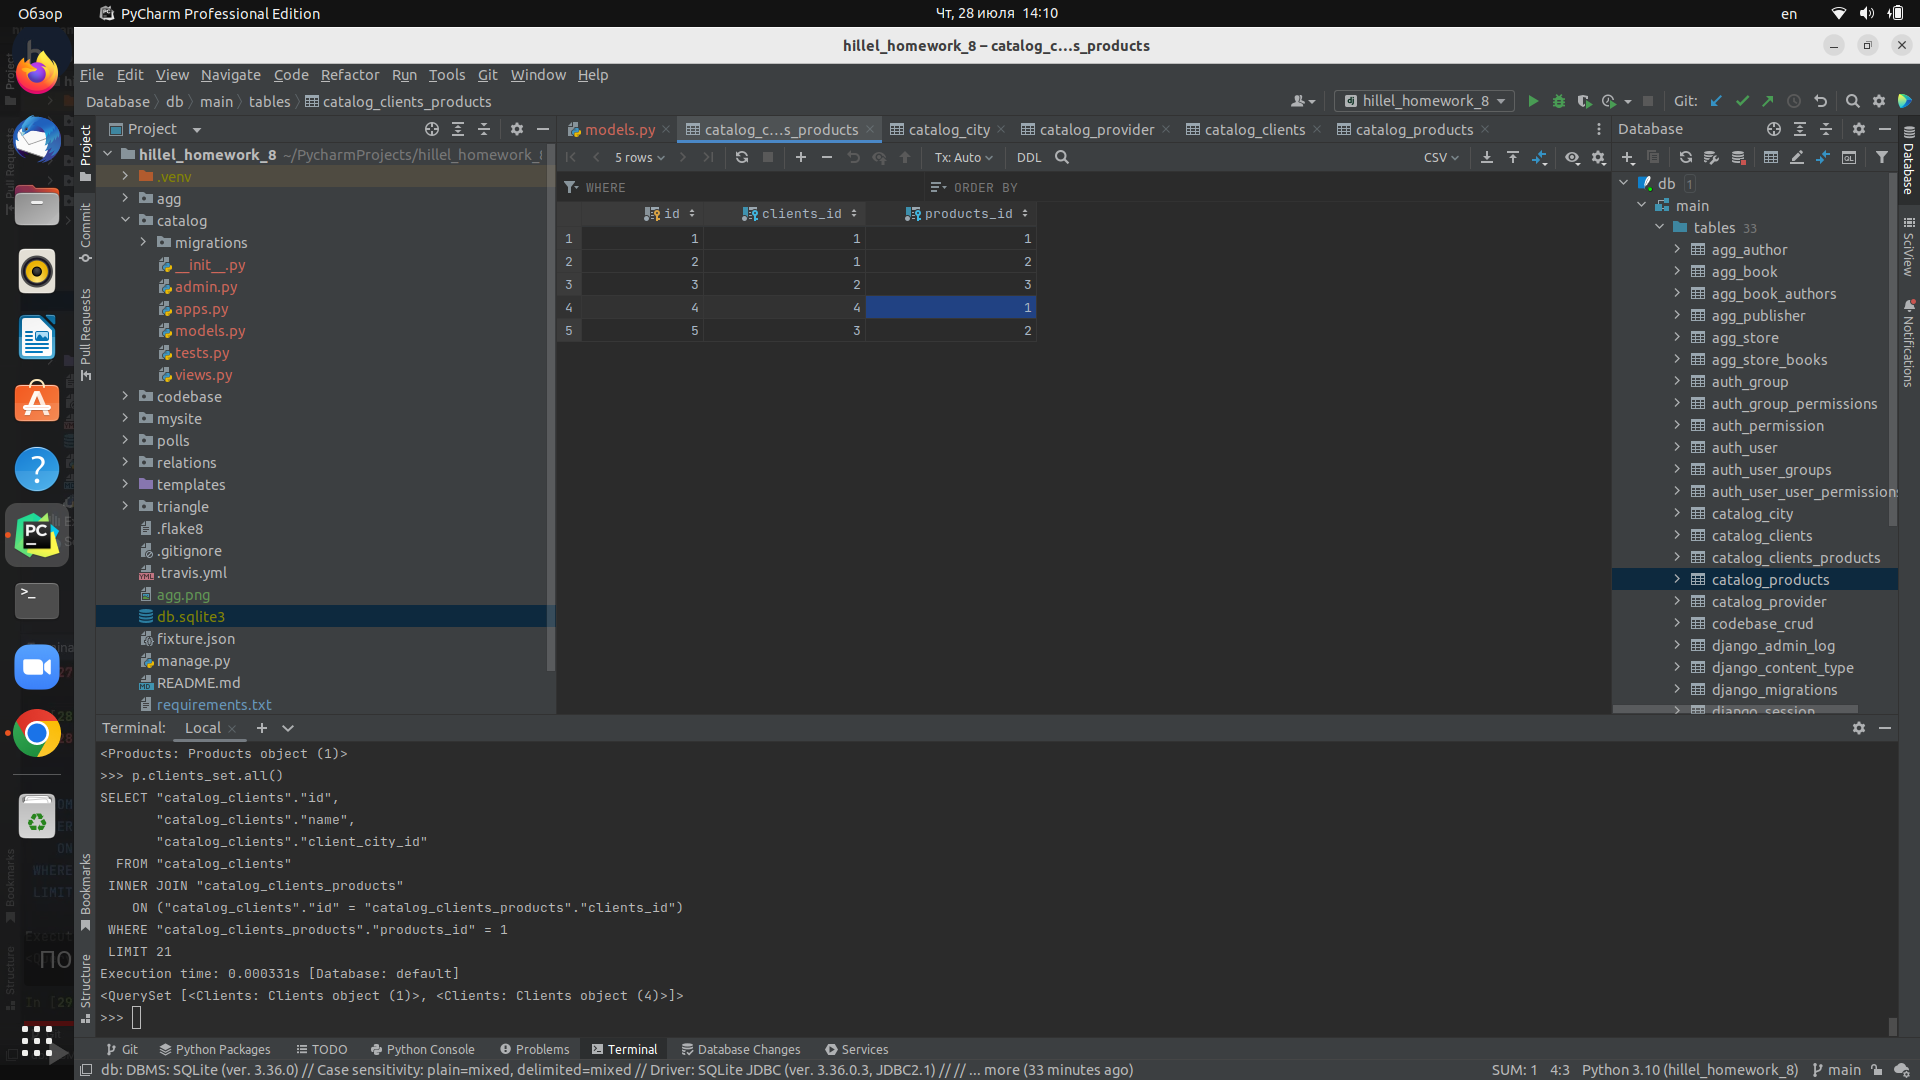 Обзор
PyCharm Professional Edition
Чт, 28 июля 14:10
en
hillel_homework_8 – catalog_c…s_products
File Edit View Navigate Code Refactor Run Tools Git Window Help
Database db main tables catalog_clients_products
hillel_homework_8
Git:
Project
models.py
catalog_c...s_products
catalog_city
catalog_provider
catalog_clients
catalog_products
Database
5 rows
Tx: Auto
DDL
CSV
WHERE
ORDER BY
hillel_homework_8 ~/PycharmProjects/hillel_homework_
.venv
agg
catalog
migrations
__init__.py
admin.py
apps.py
models.py
tests.py
views.py
codebase
mysite
polls
relations
templates
triangle
.flake8
.gitignore
.travis.yml
agg.png
db.sqlite3
fixture.json
manage.py
README.md
requirements.txt
id clients_id products_id
1 1 1 1
2 2 1 2
3 3 2 3
4 4 4 1
5 5 3 2
db 1
main
tables 33
agg_author
agg_book
agg_book_authors
agg_publisher
agg_store
agg_store_books
auth_group
auth_group_permissions
auth_permission
auth_user
auth_user_groups
auth_user_user_permissions
catalog_city
catalog_clients
catalog_clients_products
catalog_products
catalog_provider
codebase_crud
django_admin_log
django_content_type
django_migrations
django_session
Project
Commit
Pull Requests
Bookmarks
Structure
Database
SciView
Notifications
Terminal: Local
<Products: Products object (1)>
>>> p.clients_set.all()
SELECT "catalog_clients"."id",
"catalog_clients"."name",
"catalog_clients"."client_city_id"
FROM "catalog_clients"
INNER JOIN "catalog_clients_products"
ON ("catalog_clients"."id" = "catalog_clients_products"."clients_id")
WHERE "catalog_clients_products"."products_id" = 1
LIMIT 21
Execution time: 0.000331s [Database: default]
<QuerySet [<Clients: Clients object (1)>, <Clients: Clients object (4)>]>
>>>
Git
Python Packages
TODO
Python Console
Problems
Terminal
Database Changes
Services
db: DBMS: SQLite (ver. 3.36.0) // Case sensitivity: plain=mixed, delimited=mixed // Driver: SQLite JDBC (ver. 3.36.0.3, JDBC2.1) // // ... more (33 minutes ago)
SUM: 1
4:3
Python 3.10 (hillel_homework_8)
main